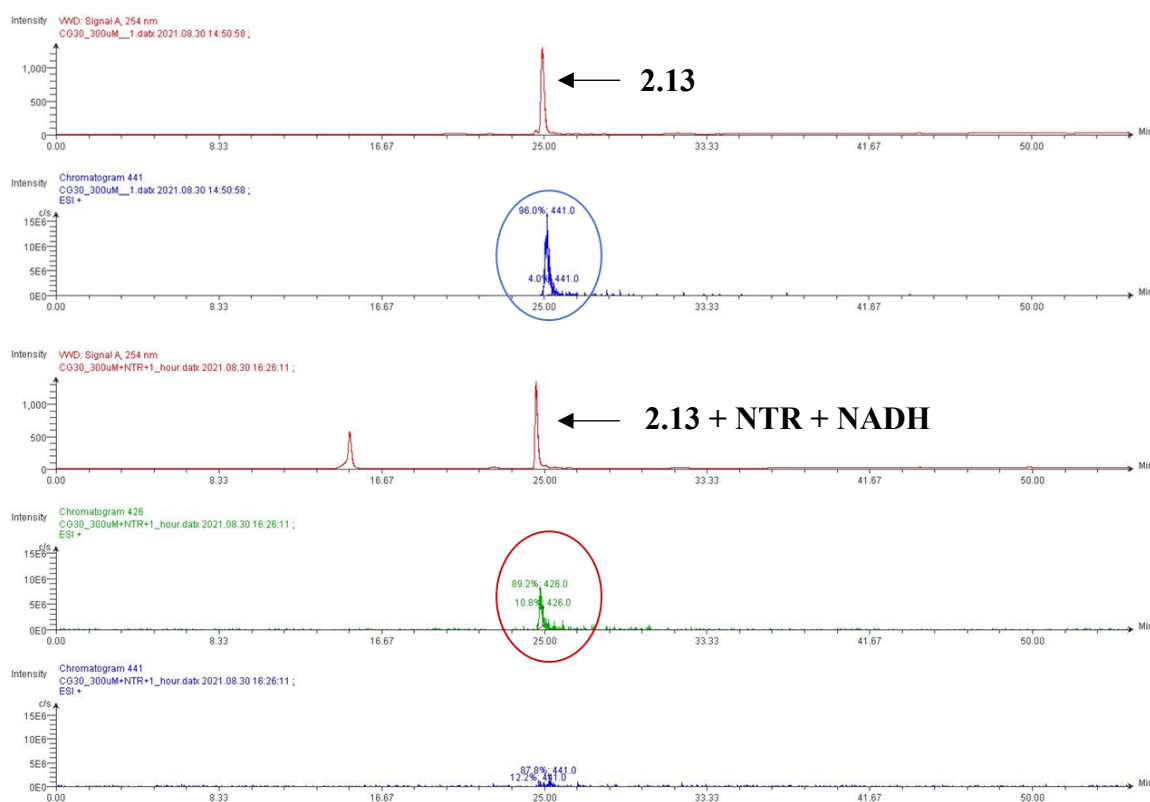 Intensity VWD: Signal A, 254 nm
CG30_300uM__1.datx 2021.08.30 14:50:58 ;
1,000
500
0
0.00 8.33 16.67 25.00 33.33 41.67 50.00 Min
2.13
Intensity Chromatogram 441
CG30_300uM__1.datx 2021.08.30 14:50:58 ;
ESI +
c/s
15E6
10E6
5E6
0E0
96.0%; 441.0
4.0%; 441.0
0.00 8.33 16.67 25.00 33.33 41.67 50.00 Min
Intensity VWD: Signal A, 254 nm
CG30_300uM+NTR+1_hour.datx 2021.08.30 16:26:11 ;
1,000
500
0
0.00 8.33 16.67 25.00 33.33 41.67 50.00 Min
2.13 + NTR + NADH
Intensity Chromatogram 426
CG30_300uM+NTR+1_hour.datx 2021.08.30 16:26:11 ;
ESI +
c/s
15E6
10E6
5E6
0E0
89.2%; 426.0
10.8%; 426.0
0.00 8.33 16.67 25.00 33.33 41.67 50.00 Min
Intensity Chromatogram 441
CG30_300uM+NTR+1_hour.datx 2021.08.30 16:26:11 ;
ESI +
c/s
15E6
10E6
5E6
0E0
87.8%; 441.0
12.2%; 441.0
0.00 8.33 16.67 25.00 33.33 41.67 50.00 Min